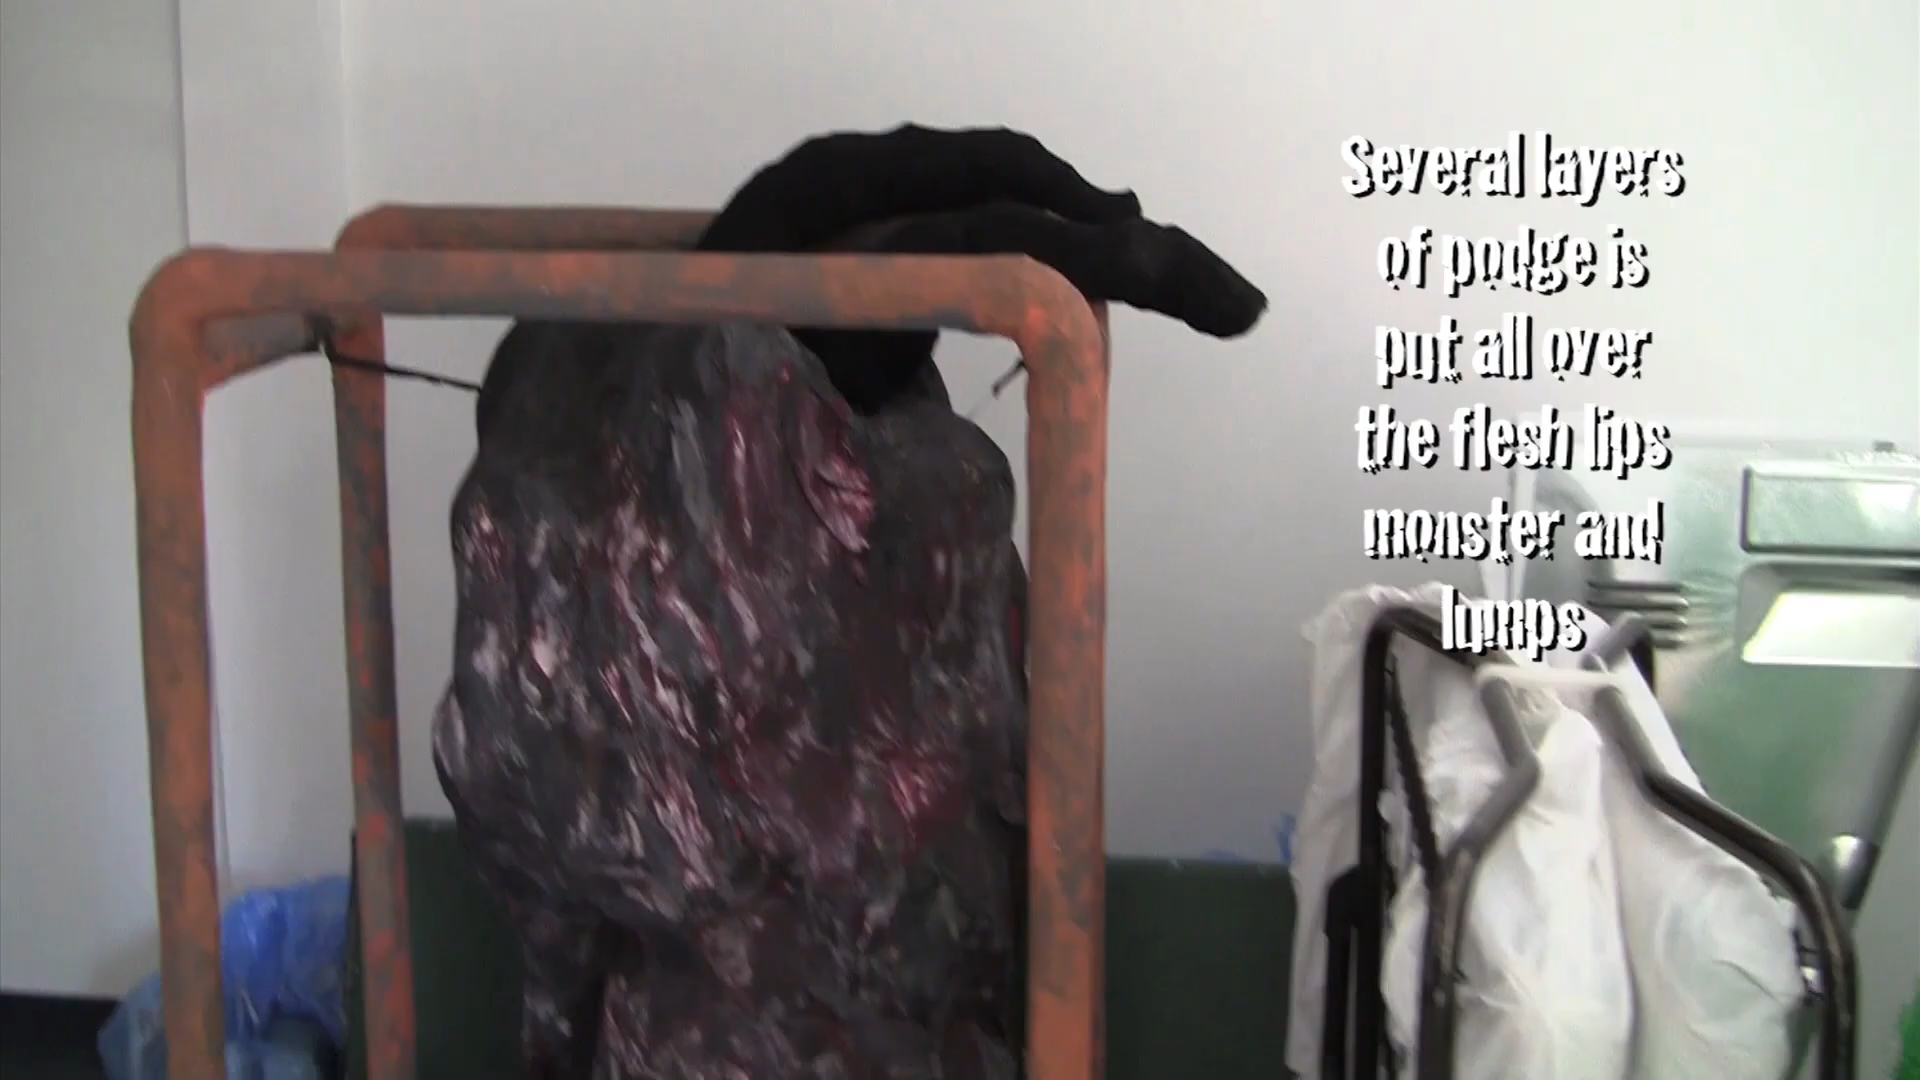 Several layers
of podge is
put all over
the flesh lips
monster and
lumps